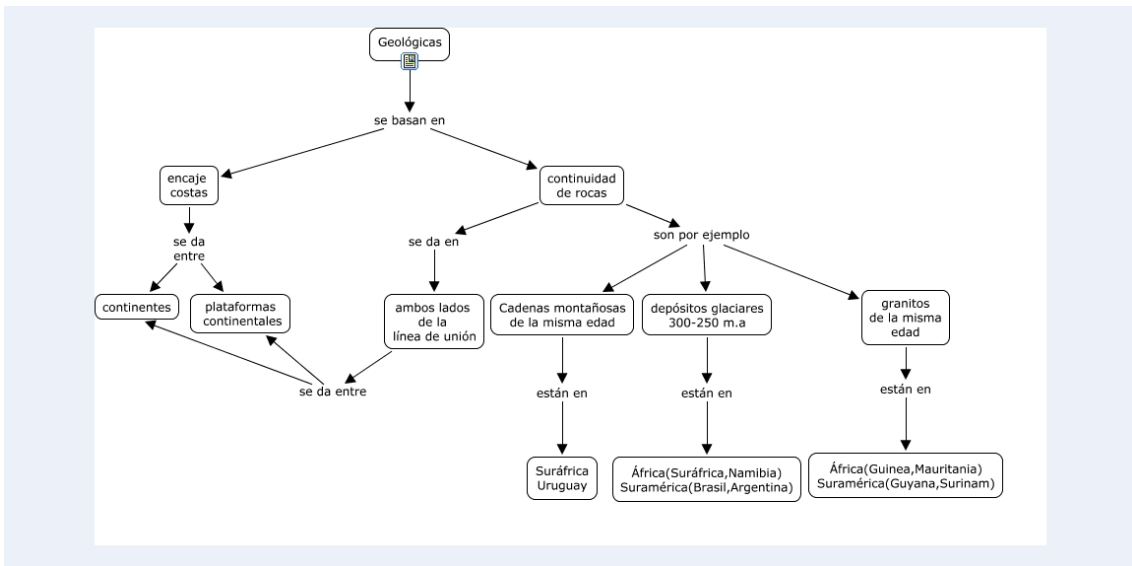 Geológicas
se basan en
encaje
costas
continuidad
de rocas
se da
entre
se da en
son por ejemplo
continentes
plataformas
continentales
ambos lados
de la
línea de unión
Cadenas montañosas
de la misma edad
depósitos glaciares
300-250 m.a
granitos
de la misma
edad
se da entre
están en
están en
están en
Suráfrica
Uruguay
África(Suráfrica,Namibia)
Suramérica(Brasil,Argentina)
África(Guinea,Mauritania)
Suramérica(Guyana,Surinam)